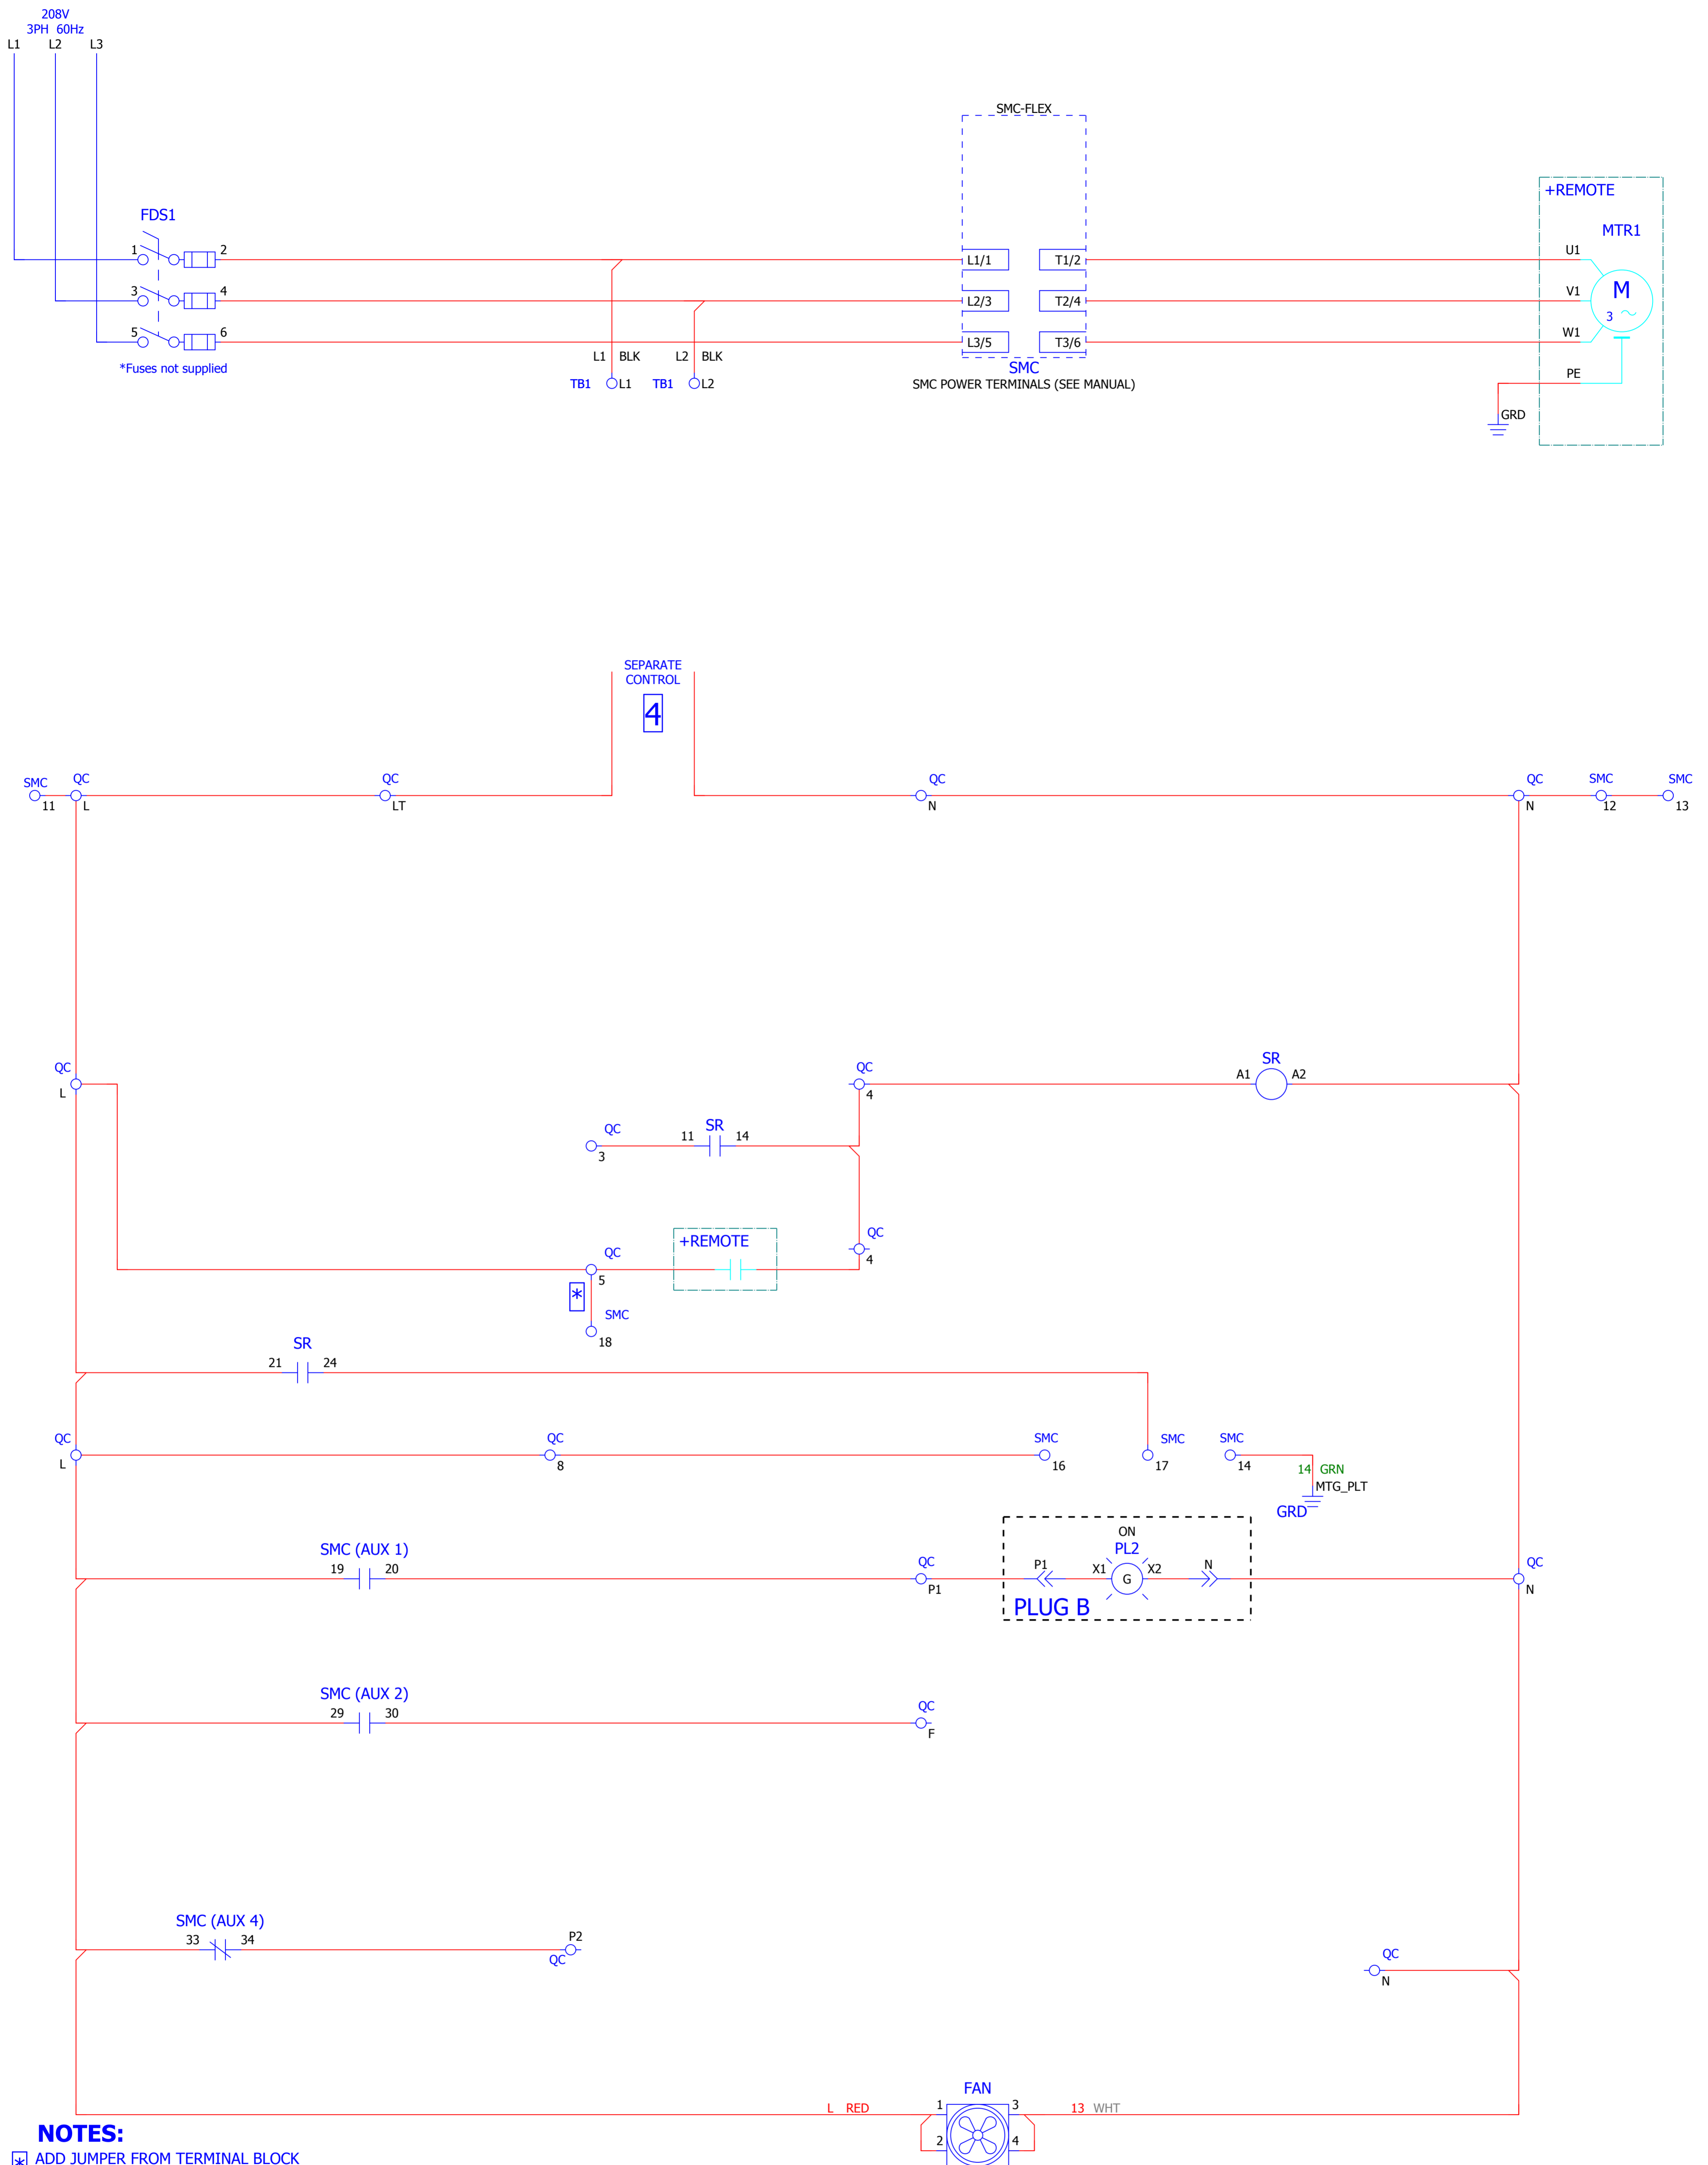 208V
3PH 60Hz
L1 L2 L3
SMC-FLEX
+REMOTE
FDS1
MTR1
1 2
L1/1 T1/2
U1
3 4
L2/3 T2/4
V1
M
3
5 6
L3/5 T3/6
W1
L1 BLK L2 BLK
*Fuses not supplied
SMC
TB1 L1 TB1 L2
SMC POWER TERMINALS (SEE MANUAL)
PE
GRD
SEPARATE
CONTROL
4
SMC QC QC QC QC SMC SMC
11 L LT N N 12 13
QC QC SR
A1 A2
L 4
QC SR
11 14
3
QC
4
+REMOTE
QC
5
*
SMC
18
SR
21 24
QC QC SMC SMC SMC
L 8 16 17 14
14 GRN
MTG_PLT
GRD
ON
SMC (AUX 1)
PL2
19 20
QC P1 X1 G X2 N QC
P1 N
PLUG B
SMC (AUX 2)
29 30
QC
F
SMC (AUX 4)
33 34
P2
QC
QC
N
FAN
L RED 1 3 13 WHT
2 4
NOTES:
* ADD JUMPER FROM TERMINAL BLOCK